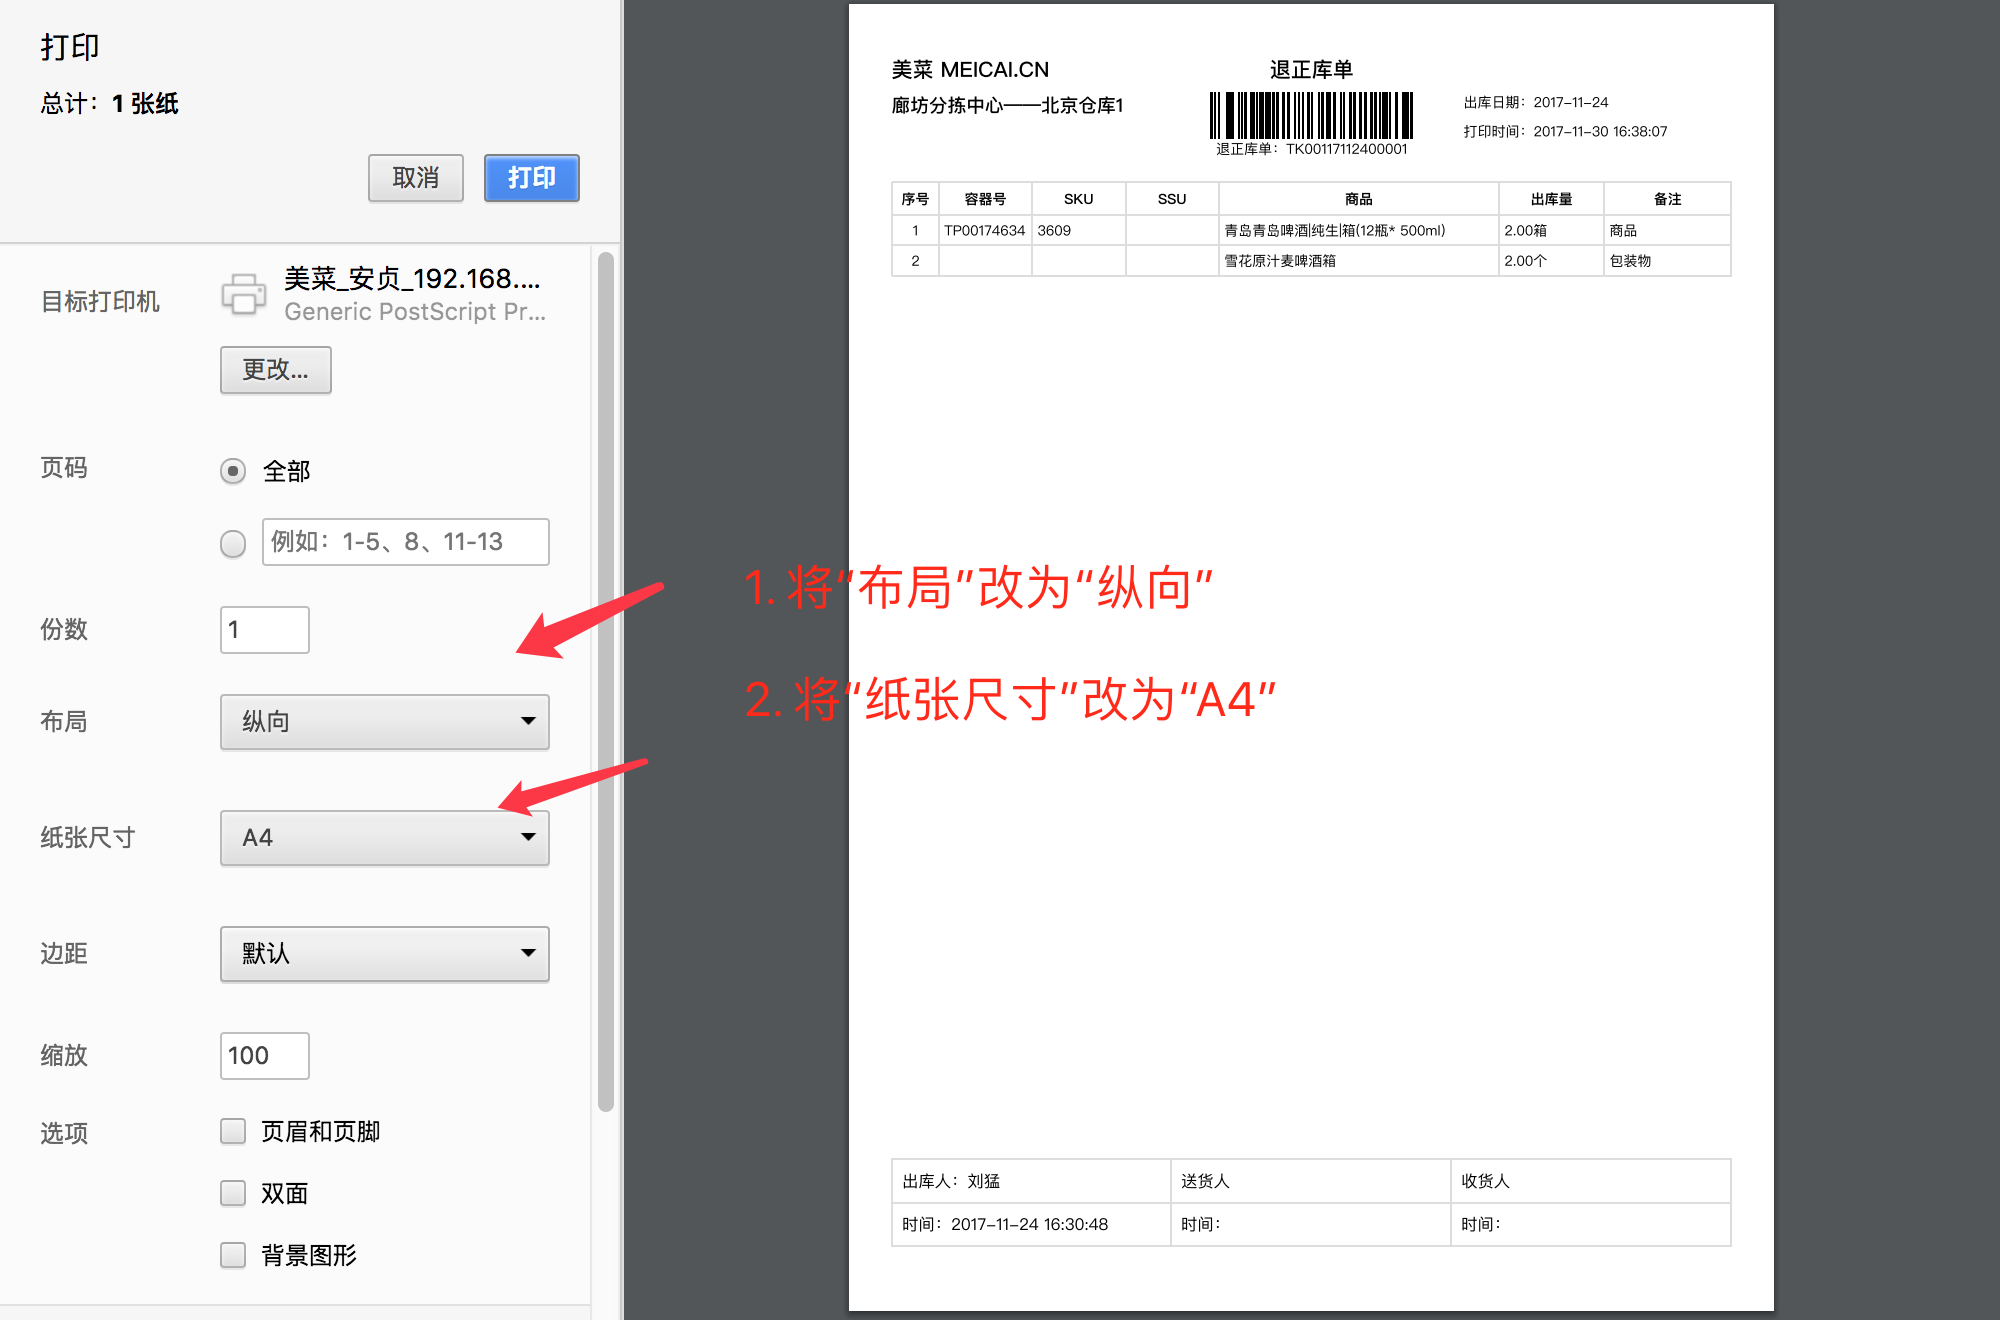 打印
总计：1 张纸
取消
打印
目标打印机
美菜_安贞_192.168....
Generic PostScript Pr...
更改...
页码
全部
例如：1-5、8、11-13
份数
1
布局
纵向
纸张尺寸
A4
边距
默认
缩放
100
选项
页眉和页脚
双面
背景图形
1. 将“布局”改为“纵向”
2. 将“纸张尺寸”改为“A4”
美菜 MEICAI.CN
廊坊分拣中心——北京仓库1
退正库单
退正库单：TK00117112400001
出库日期：2017-11-24
打印时间：2017-11-30 16:38:07
序号 容器号 SKU SSU 商品 出库量 备注
1 TP00174634 3609 青岛青岛啤酒|纯生|箱(12瓶* 500ml) 2.00箱 商品
2 雪花原汁麦啤酒箱 2.00个 包装物
出库人：刘猛 送货人 收货人
时间：2017-11-24 16:30:48 时间： 时间：